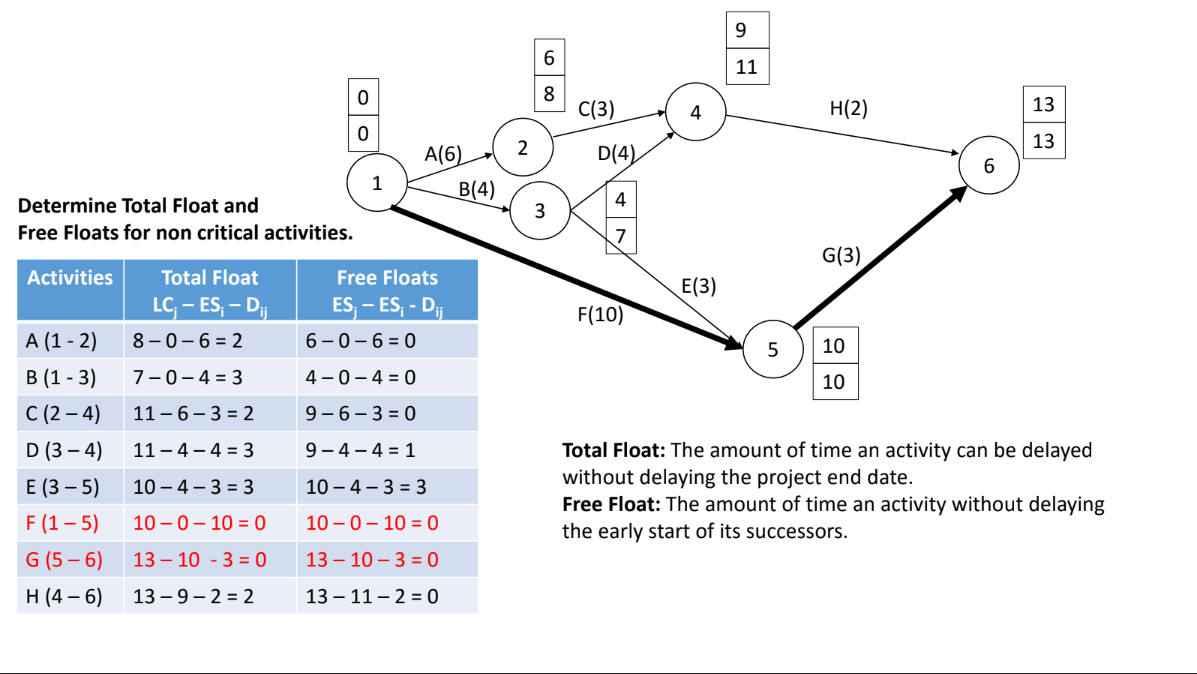 9
11
6
8
0
0
13
13
C(3)
4
H(2)
A(6)
2
D(4)
6
1
B(4)
3
4
7
Determine Total Float and
Free Floats for non critical activities.
G(3)
E(3)
F(10)
5
10
10
Activities Total Float Free Floats
LCj – ESi – Dij ESj – ESi - Dij
A (1 - 2) 8 – 0 – 6 = 2 6 – 0 – 6 = 0
B (1 - 3) 7 – 0 – 4 = 3 4 – 0 – 4 = 0
C (2 – 4) 11 – 6 – 3 = 2 9 – 6 – 3 = 0
D (3 – 4) 11 – 4 – 4 = 3 9 – 4 – 4 = 1
E (3 – 5) 10 – 4 – 3 = 3 10 – 4 – 3 = 3
F (1 – 5) 10 – 0 – 10 = 0 10 – 0 – 10 = 0
G (5 – 6) 13 – 10 - 3 = 0 13 – 10 – 3 = 0
H (4 – 6) 13 – 9 – 2 = 2 13 – 11 – 2 = 0
Total Float: The amount of time an activity can be delayed
without delaying the project end date.
Free Float: The amount of time an activity without delaying
the early start of its successors.